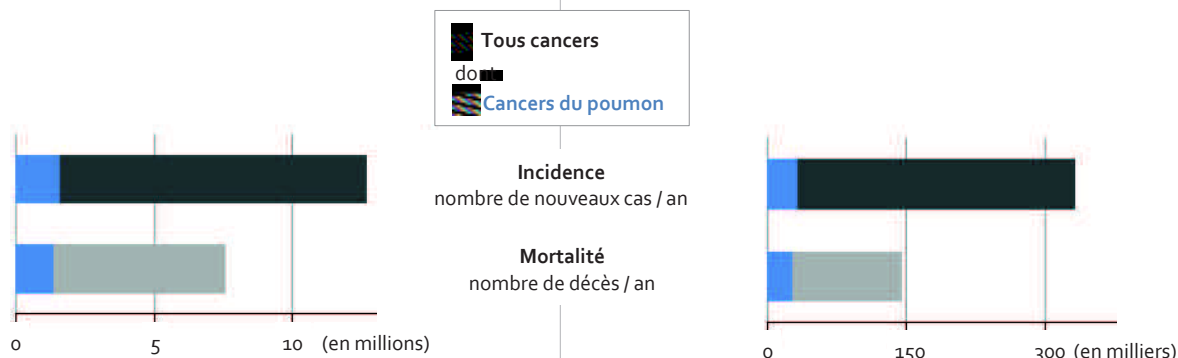 Tous cancers
dont
Cancers du poumon
Incidence
nombre de nouveaux cas / an
Mortalité
nombre de décès / an
0 5 10 (en millions)
0 150 300 (en milliers)